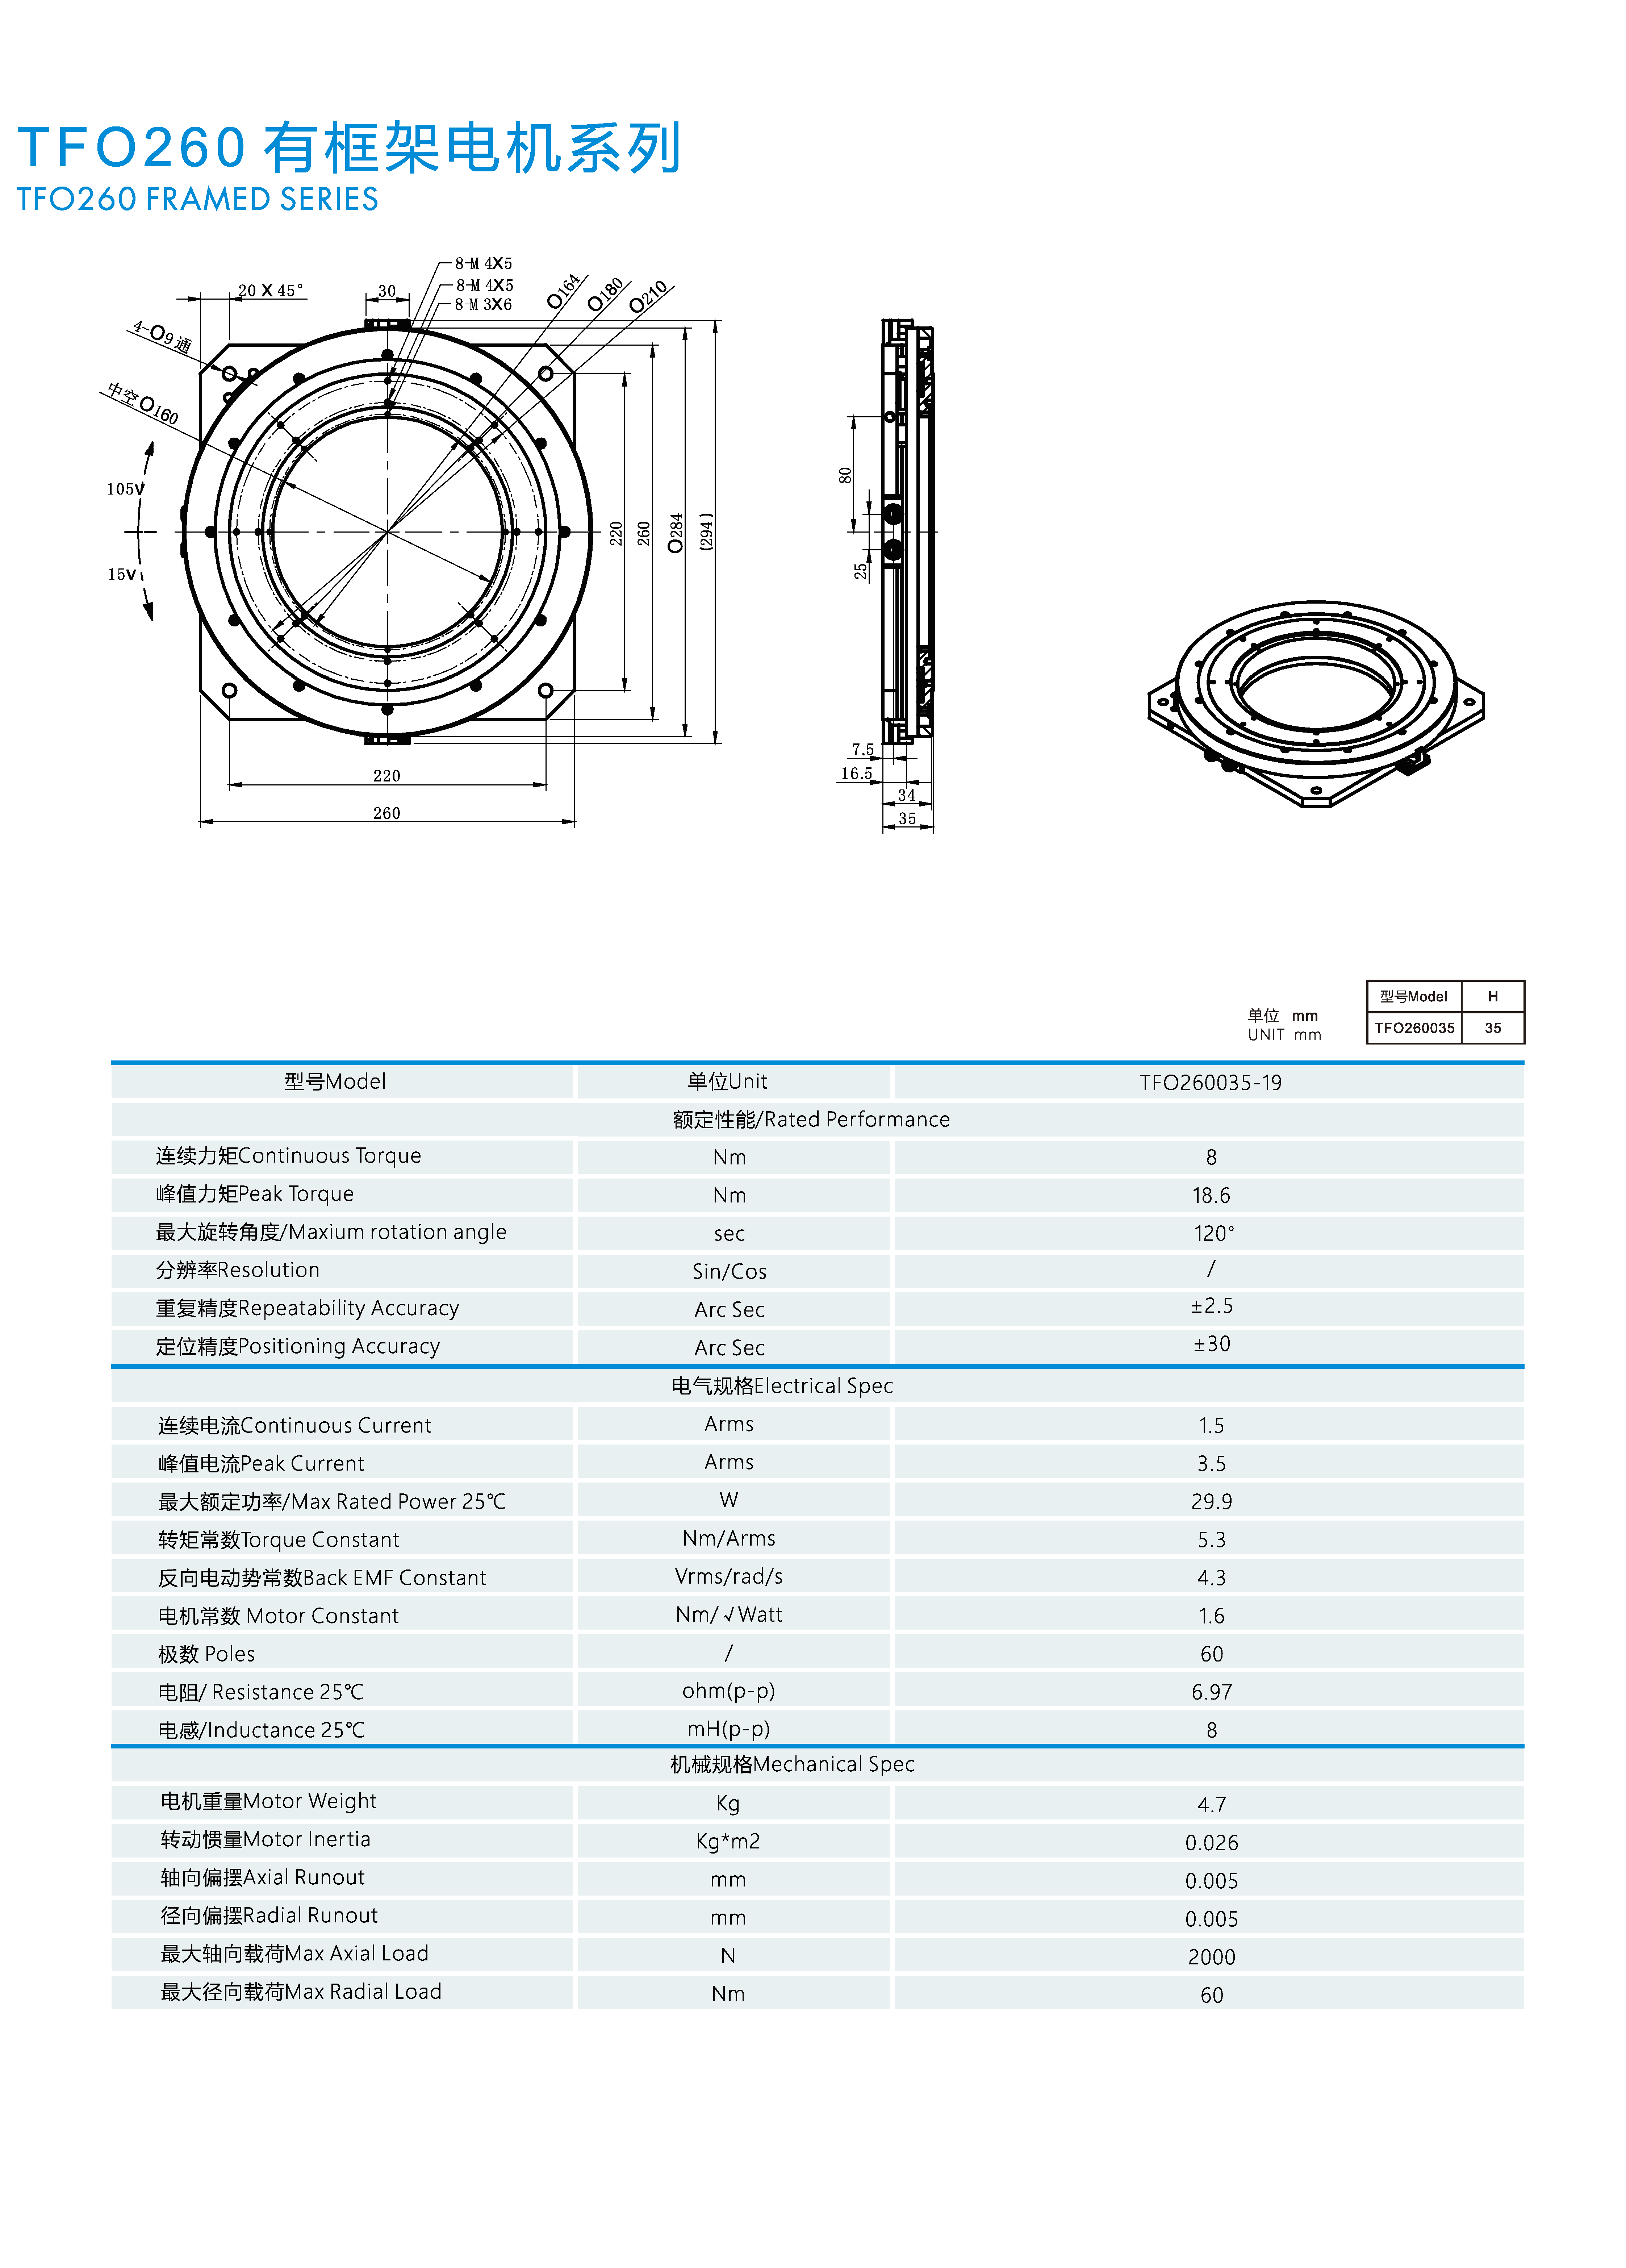 TFO260 有框架电机系列
TFO260 FRAMED SERIES
8-M 4X5
8-M 4X5
8-M 3X6
20 X 45°
30
O164
O180
O210
4-O9通
中空O160
105V
15V
220
260
O284
(294)
220
260
80
25
7.5
16.5
34
35
单位 mm
UNIT mm
型号Model H
TFO260035 35
型号Model 单位Unit TFO260035-19
额定性能/Rated Performance
连续力矩Continuous Torque Nm 8
峰值力矩Peak Torque Nm 18.6
最大旋转角度/Maxium rotation angle sec 120°
分辨率Resolution Sin/Cos /
重复精度Repeatability Accuracy Arc Sec ±2.5
定位精度Positioning Accuracy Arc Sec ±30
电气规格Electrical Spec
连续电流Continuous Current Arms 1.5
峰值电流Peak Current Arms 3.5
最大额定功率/Max Rated Power 25℃ W 29.9
转矩常数Torque Constant Nm/Arms 5.3
反向电动势常数Back EMF Constant Vrms/rad/s 4.3
电机常数 Motor Constant Nm/√Watt 1.6
极数 Poles / 60
电阻/ Resistance 25℃ ohm(p-p) 6.97
电感/Inductance 25℃ mH(p-p) 8
机械规格Mechanical Spec
电机重量Motor Weight Kg 4.7
转动惯量Motor Inertia Kg*m2 0.026
轴向偏摆Axial Runout mm 0.005
径向偏摆Radial Runout mm 0.005
最大轴向载荷Max Axial Load N 2000
最大径向载荷Max Radial Load Nm 60